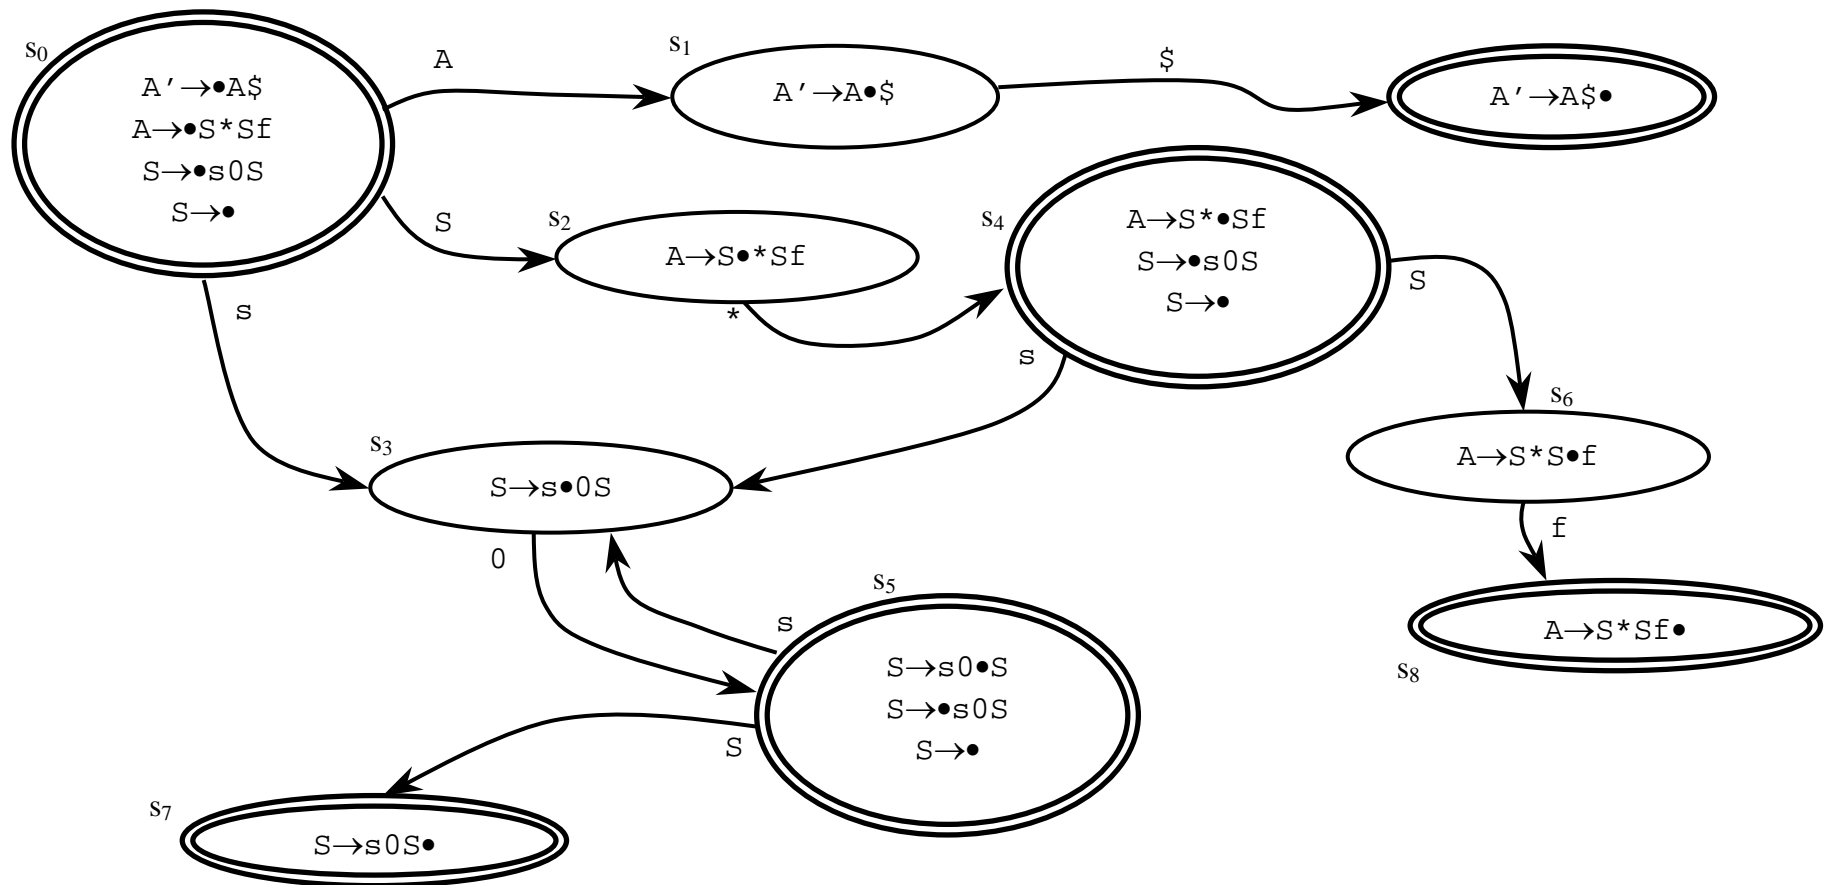 s0
A'→•A$
A→•S*Sf
S→•s0S
S→•
A
s1
A'→A•$
$
A'→A$•
S
s2
A→S•*Sf
*
s4
A→S*•Sf
S→•s0S
S→•
S
s
s
s6
A→S*S•f
f
s8
A→S*Sf•
s3
S→s•0S
0
s
s5
S→s0•S
S→•s0S
S→•
S
s7
S→s0S•